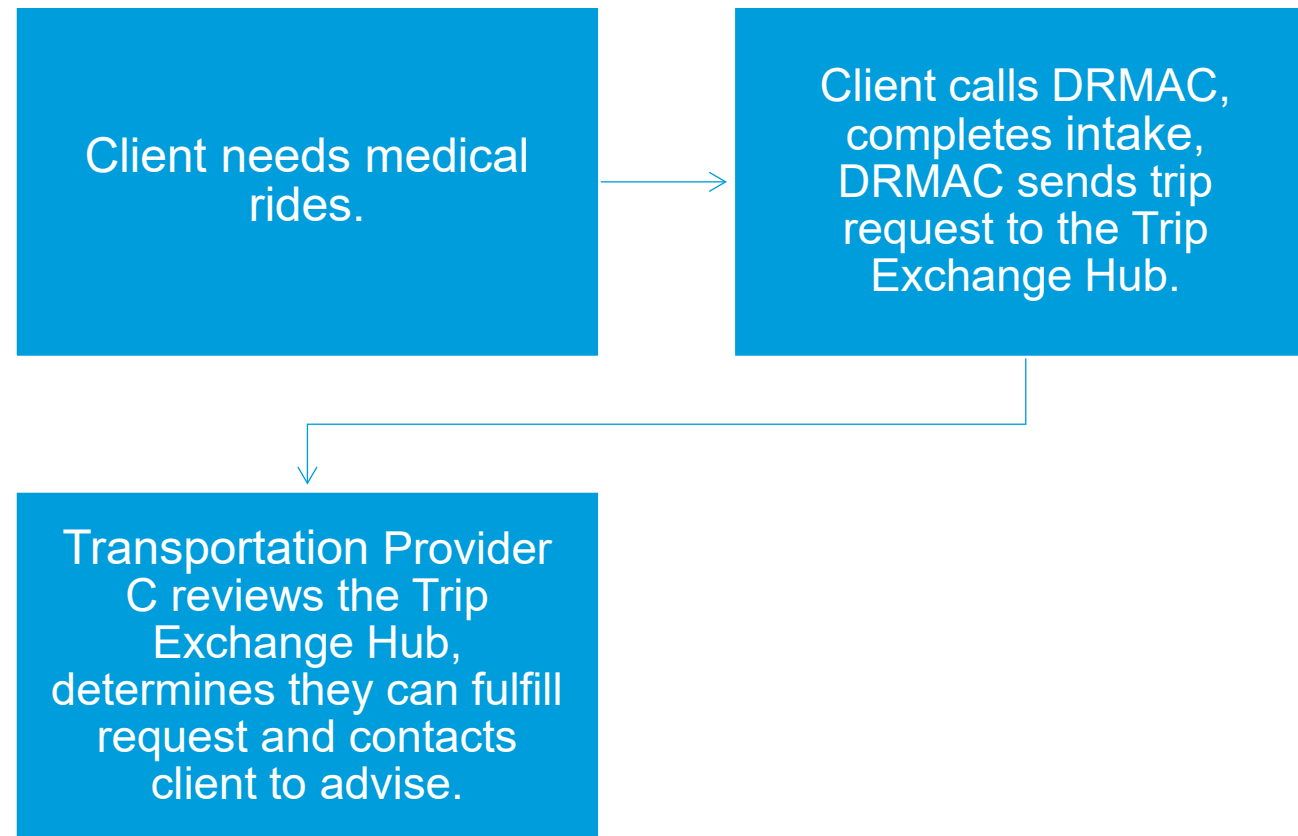 Client needs medical
rides.
Client calls DRMAC,
completes intake,
DRMAC sends trip
request to the Trip
Exchange Hub.
Transportation Provider
C reviews the Trip
Exchange Hub,
determines they can fulfill
request and contacts
client to advise.